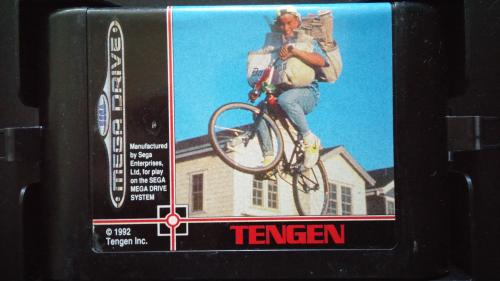 MEGA DRIVE
Manufactured
by Sega
Enterprises,
Ltd, for play
on the SEGA
MEGA DRIVE
SYSTEM
© 1992
Tengen Inc.
TENGEN